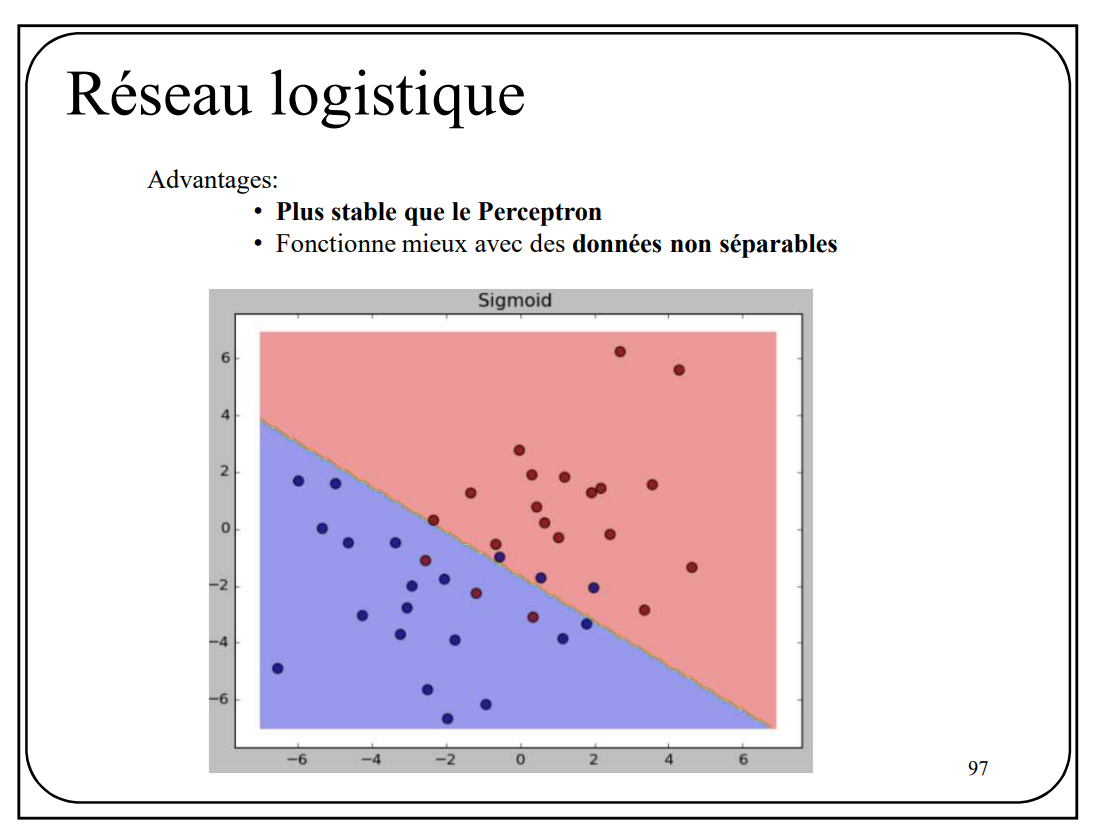 Réseau logistique
Advantages:
• Plus stable que le Perceptron
• Fonctionne mieux avec des données non séparables
Sigmoid
6
4
2
0
−2
−4
−6
−6 −4 −2 0 2 4 6
97